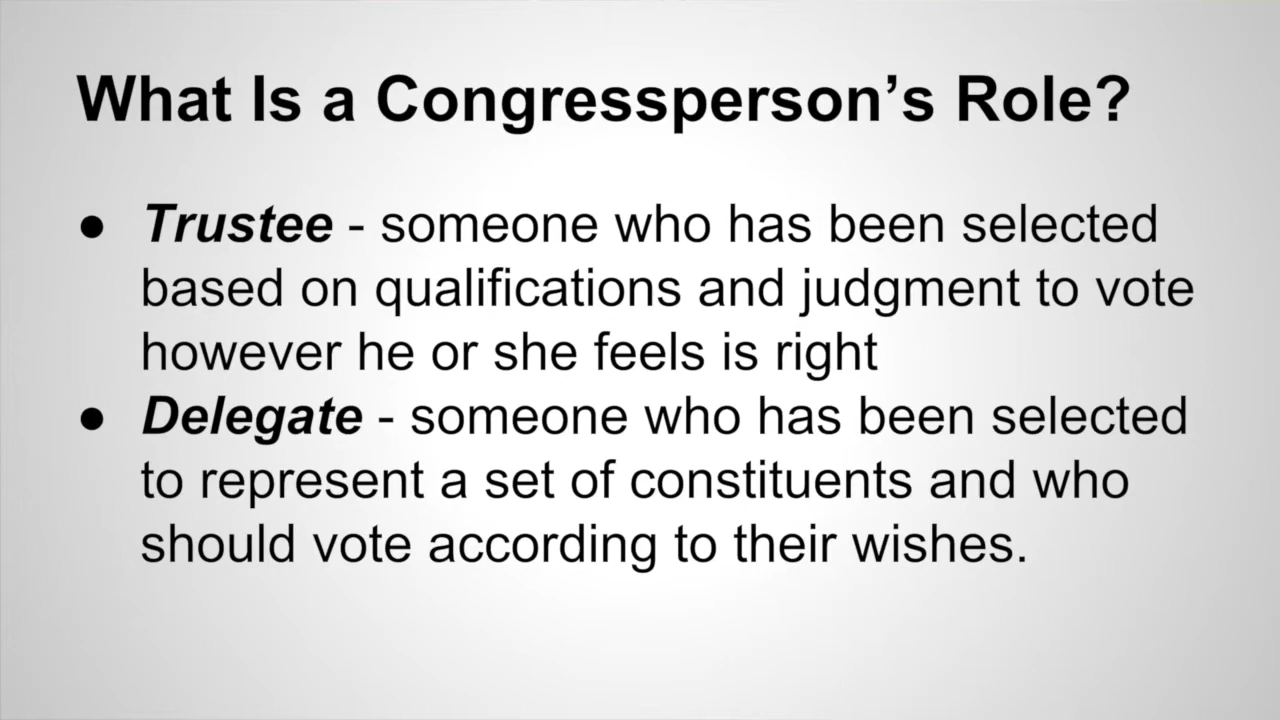 What Is a Congressperson’s Role?
● Trustee - someone who has been selected
based on qualifications and judgment to vote
however he or she feels is right
● Delegate - someone who has been selected
to represent a set of constituents and who
should vote according to their wishes.